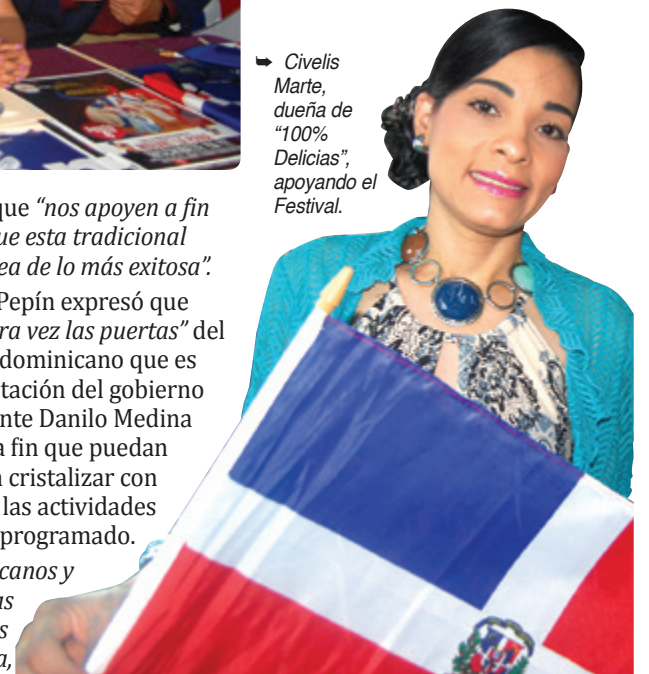 ➥ Civelis
Marte,
dueña de
“100%
Delicias”,
apoyando el
Festival.
que “nos apoyen a fin
ue esta tradicional
ea de lo más exitosa”.
Pepín expresó que
ra vez las puertas” del
dominicano que es
tación del gobierno
nte Danilo Medina
a fin que puedan
cristalizar con
las actividades
programado.
canos y
as
s
a,